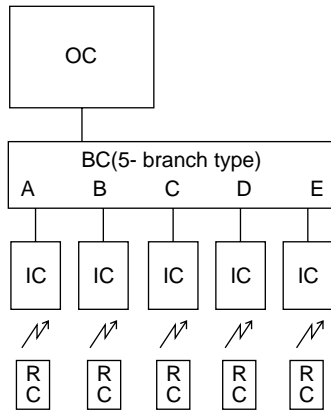 OC
BC(5- branch type)
A B C D E
IC IC IC IC IC
R R R R R
C C C C C